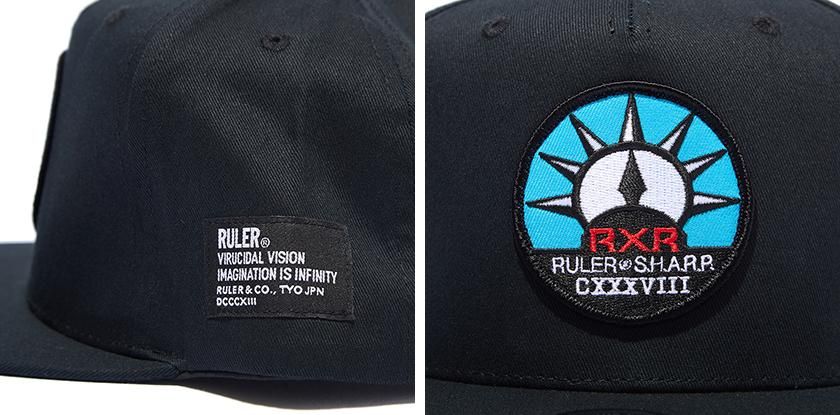 RULER®
VIRUCIDAL VISION
IMAGINATION IS INFINITY
RULER & CO., TYO JPN
DCCCXIII
RXR
RULER®S.H.A.R.P.
CXXXVIII